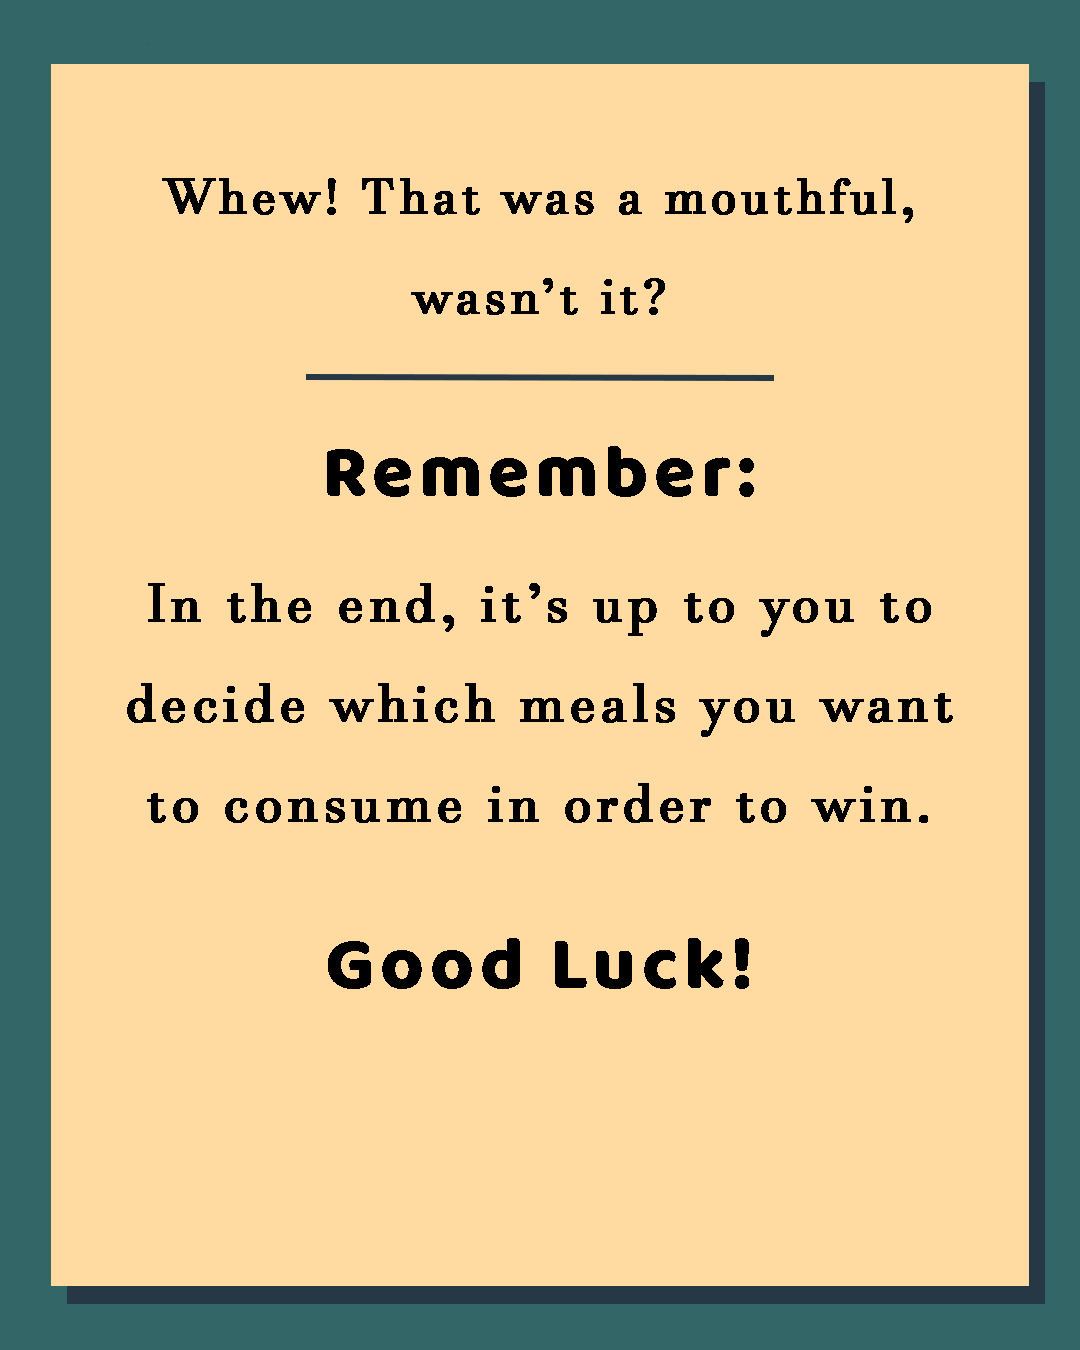 Whew! That was a mouthful,
wasn’t it?
Remember:
In the end, it’s up to you to
decide which meals you want
to consume in order to win.
Good Luck!